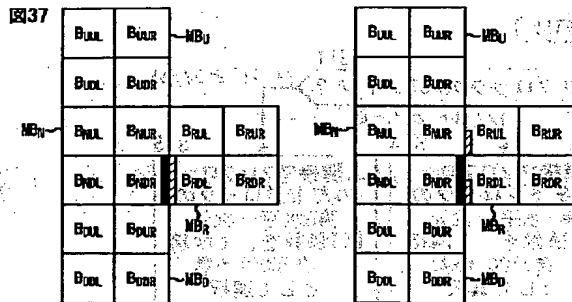 図37
BUUL BUUR MBU BUUL BUUR MBU
BUDL BUDR BUDL BUDR
MBN BNUL BNUR BRUL BRUR MBN BNUL BNUR BRUL BRUR
BNDL BNDR BRDL BRDR BNDL BNDR BRDL BRDR
BDUL BDUR MBR BDUL BDUR MBR
BDDL BDDR MBD BDDL BDDR MBD